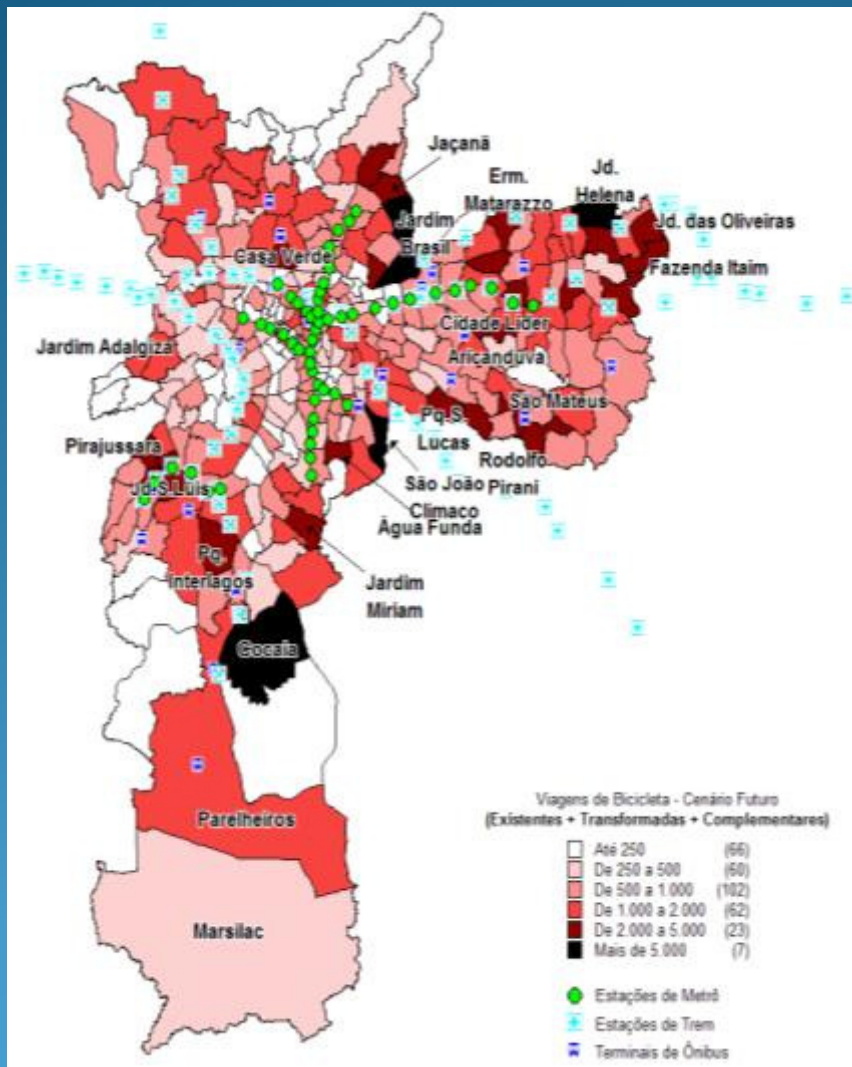 Jaçanã
Erm.
Matarazzo
Jd.
Helena
Jardim
Brasil
Jd. das Oliveiras
Fazenda Itaim
Casa Verde
Cidade Líder
Jardim Adalgiza
Ariçanduva
São Mateus
Pq.S.
Lucas
Pirajussara
Rodolfo
Pirani
Jd.S.Luis
São João
Climaco
Água Funda
Pq.
Interlagos
Jardim
Miriam
Cocaia
Parelheiros
Marsilac
Viagens de Bicicleta - Cenário Futuro
(Existentes + Transformadas + Complementares)
Até 250 (66)
De 250 a 500 (60)
De 500 a 1.000 (102)
De 1.000 a 2.000 (62)
De 2.000 a 5.000 (23)
Mais de 5.000 (7)
Estações de Metrô
Estações de Trem
Terminais de Ônibus